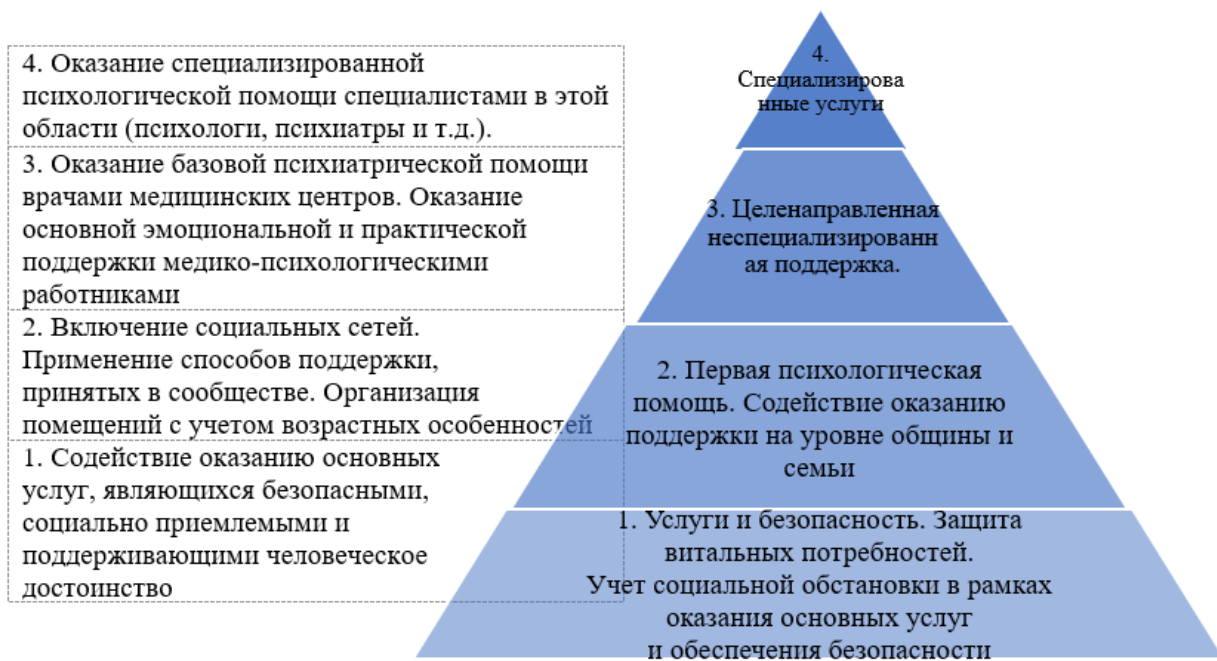 4. Оказание специализированной
психологической помощи специалистами в этой
области (психологи, психиатры и т.д.).
3. Оказание базовой психиатрической помощи
врачами медицинских центров. Оказание
основной эмоциональной и практической
поддержки медико-психологическими
работниками
2. Включение социальных сетей.
Применение способов поддержки,
принятых в сообществе. Организация
помещений с учетом возрастных особенностей
1. Содействие оказанию основных
услуг, являющихся безопасными,
социально приемлемыми и
поддерживающими человеческое
достоинство
4.
Специализирова
нные услуги
3. Целенаправленная
неспециализированн
ая поддержка.
2. Первая психологическая
помощь. Содействие оказанию
поддержки на уровне общины и
семьи
1. Услуги и безопасность. Защита
витальных потребностей.
Учет социальной обстановки в рамках
оказания основных услуг
и обеспечения безопасности